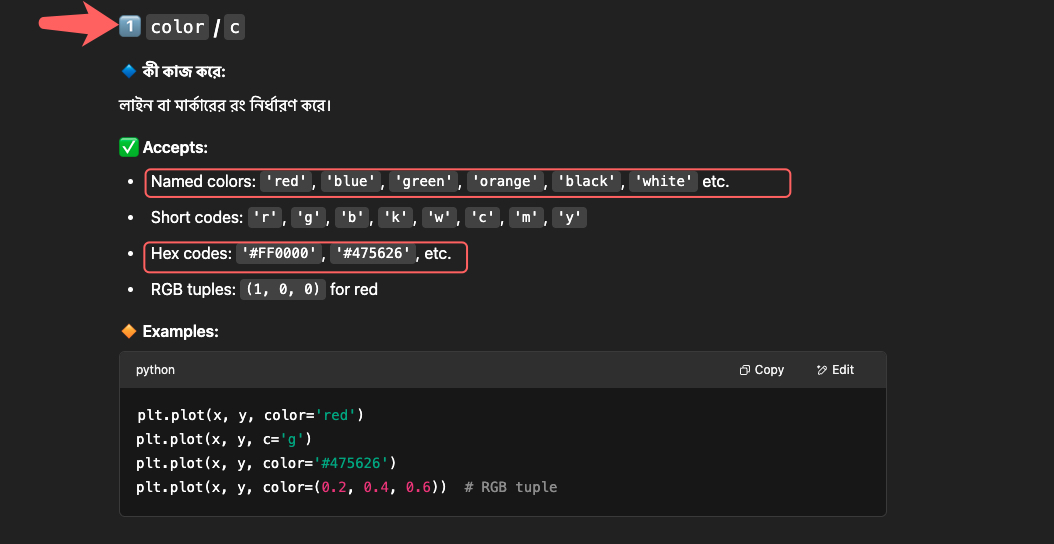 1️⃣ color / c
🔷 কী কাজ করে:
লাইন বা মার্কারের রং নির্ধারণ করে।
✅ Accepts:
• Named colors: 'red', 'blue', 'green', 'orange', 'black', 'white' etc.
• Short codes: 'r', 'g', 'b', 'k', 'w', 'c', 'm', 'y'
• Hex codes: '#FF0000', '#475626', etc.
• RGB tuples: (1, 0, 0) for red
🔶 Examples:
python Copy Edit
plt.plot(x, y, color='red')
plt.plot(x, y, c='g')
plt.plot(x, y, color='#475626')
plt.plot(x, y, color=(0.2, 0.4, 0.6))  # RGB tuple